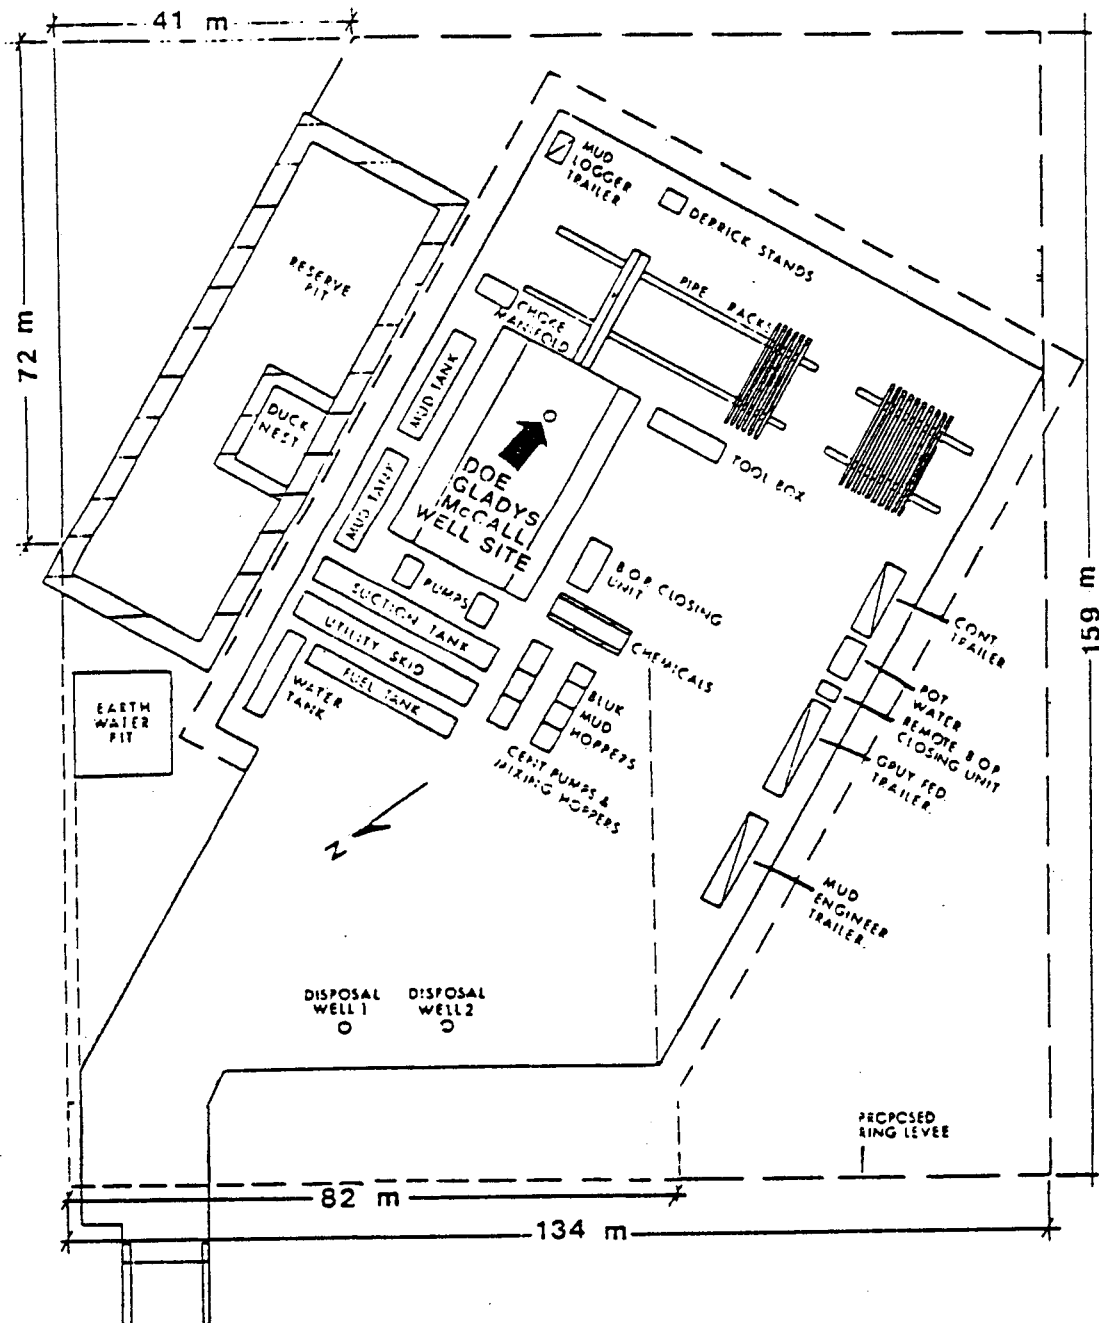 41 m
72 m
159 m
MUD
LOGGER
TRAILER
DERRICK STANDS
PIPE RACKS
RESERVE
PIT
CHOKE
MANIFOLD
MUD TANK
DUCK
NEST
MUD TANK
DOE
GLADYS
McCALL
WELL SITE
TOOL BOX
PUMPS
B.O.P. CLOSING
UNIT
SUCTION TANK
UTILITY SKID
FUEL TANK
WATER
TANK
CHEMICALS
BLUK
MUD
HOPPERS
CEMT PUMPS &
MIXING HOPPERS
CONT
TRAILER
POT
WATER
REMOTE B O P
CLOSING UNIT
GRUY FED.
TRAILER.
MUD
ENGINEER
TRAILER.
EARTH
WATER
PIT
N
DISPOSAL
WELL 1
DISPOSAL
WELL 2
PROPOSED
RING LEVEE
82 m
134 m